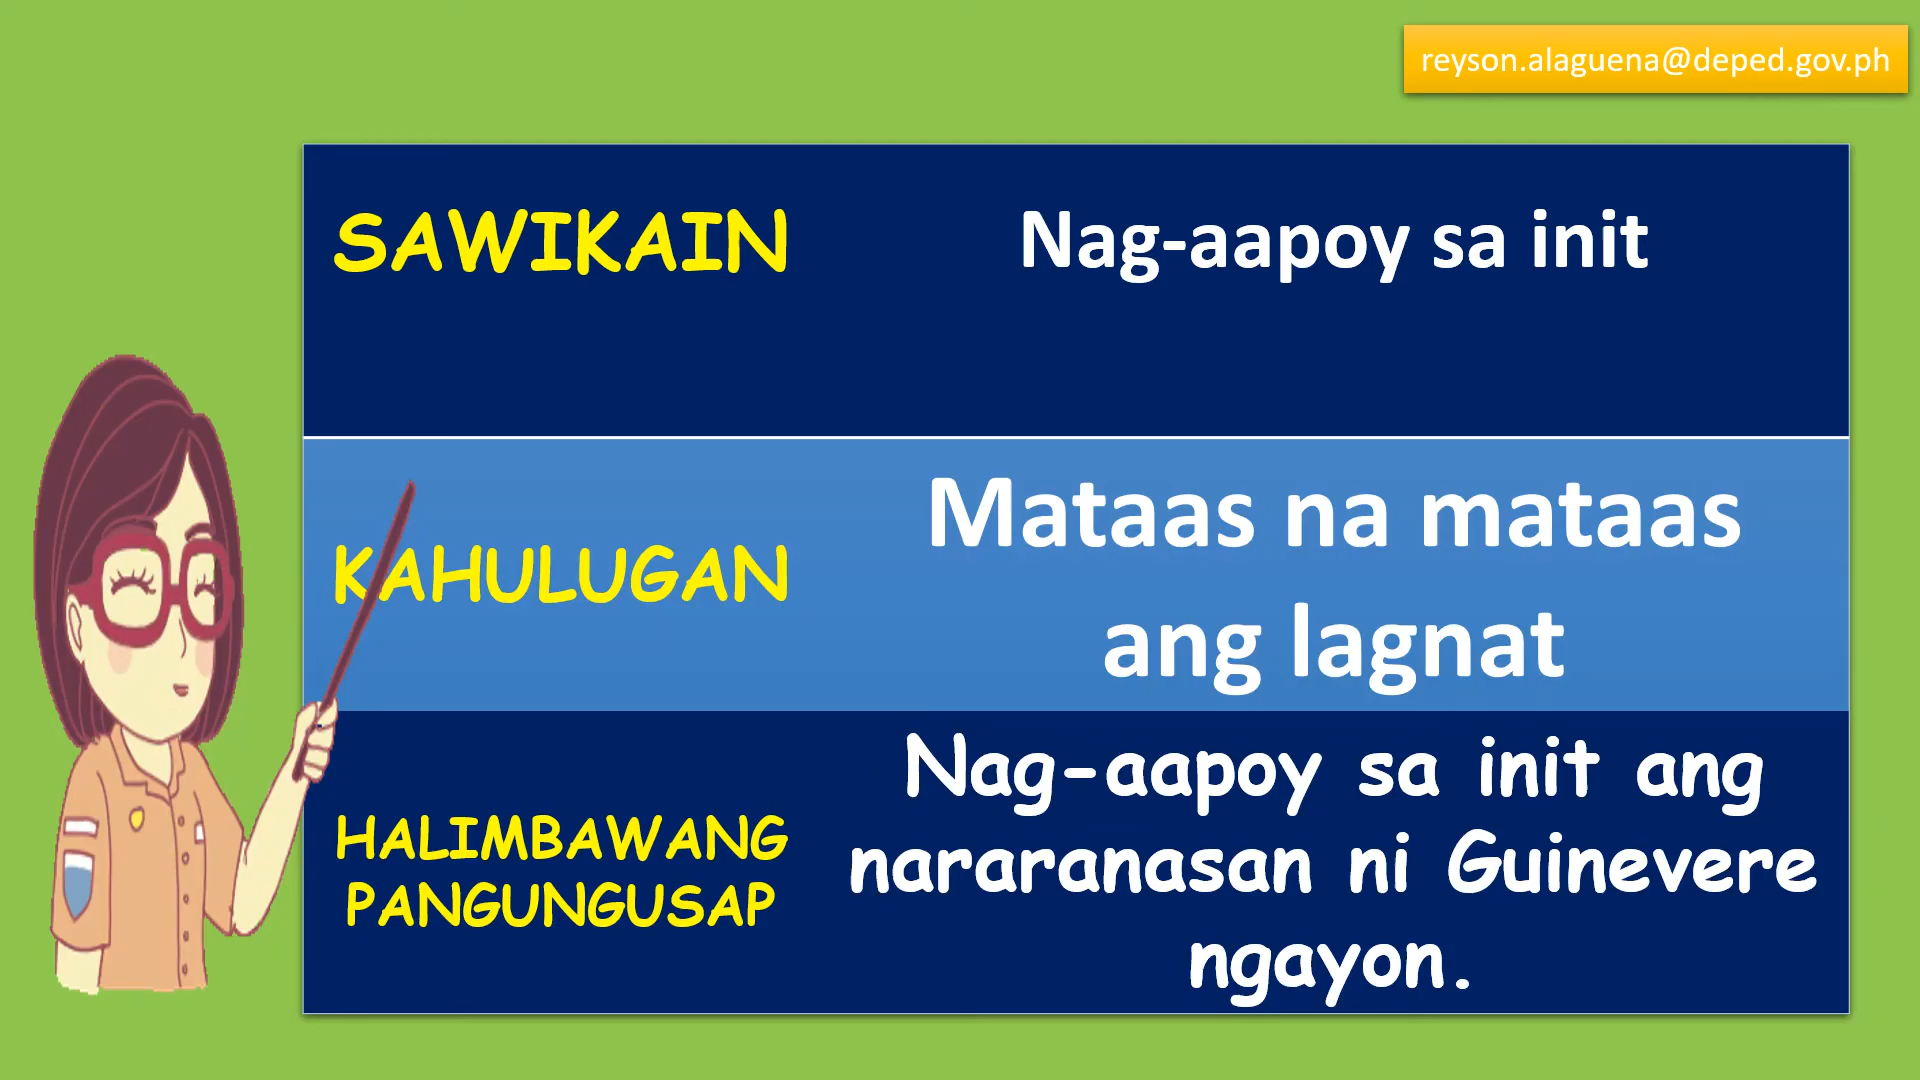 reyson.alaguena@deped.gov.ph
SAWIKAIN
Nag-aapoy sa init
KAHULUGAN
Mataas na mataas
ang lagnat
HALIMBAWANG
PANGUNGUSAP
Nag-aapoy sa init ang
nararanasan ni Guinevere
ngayon.